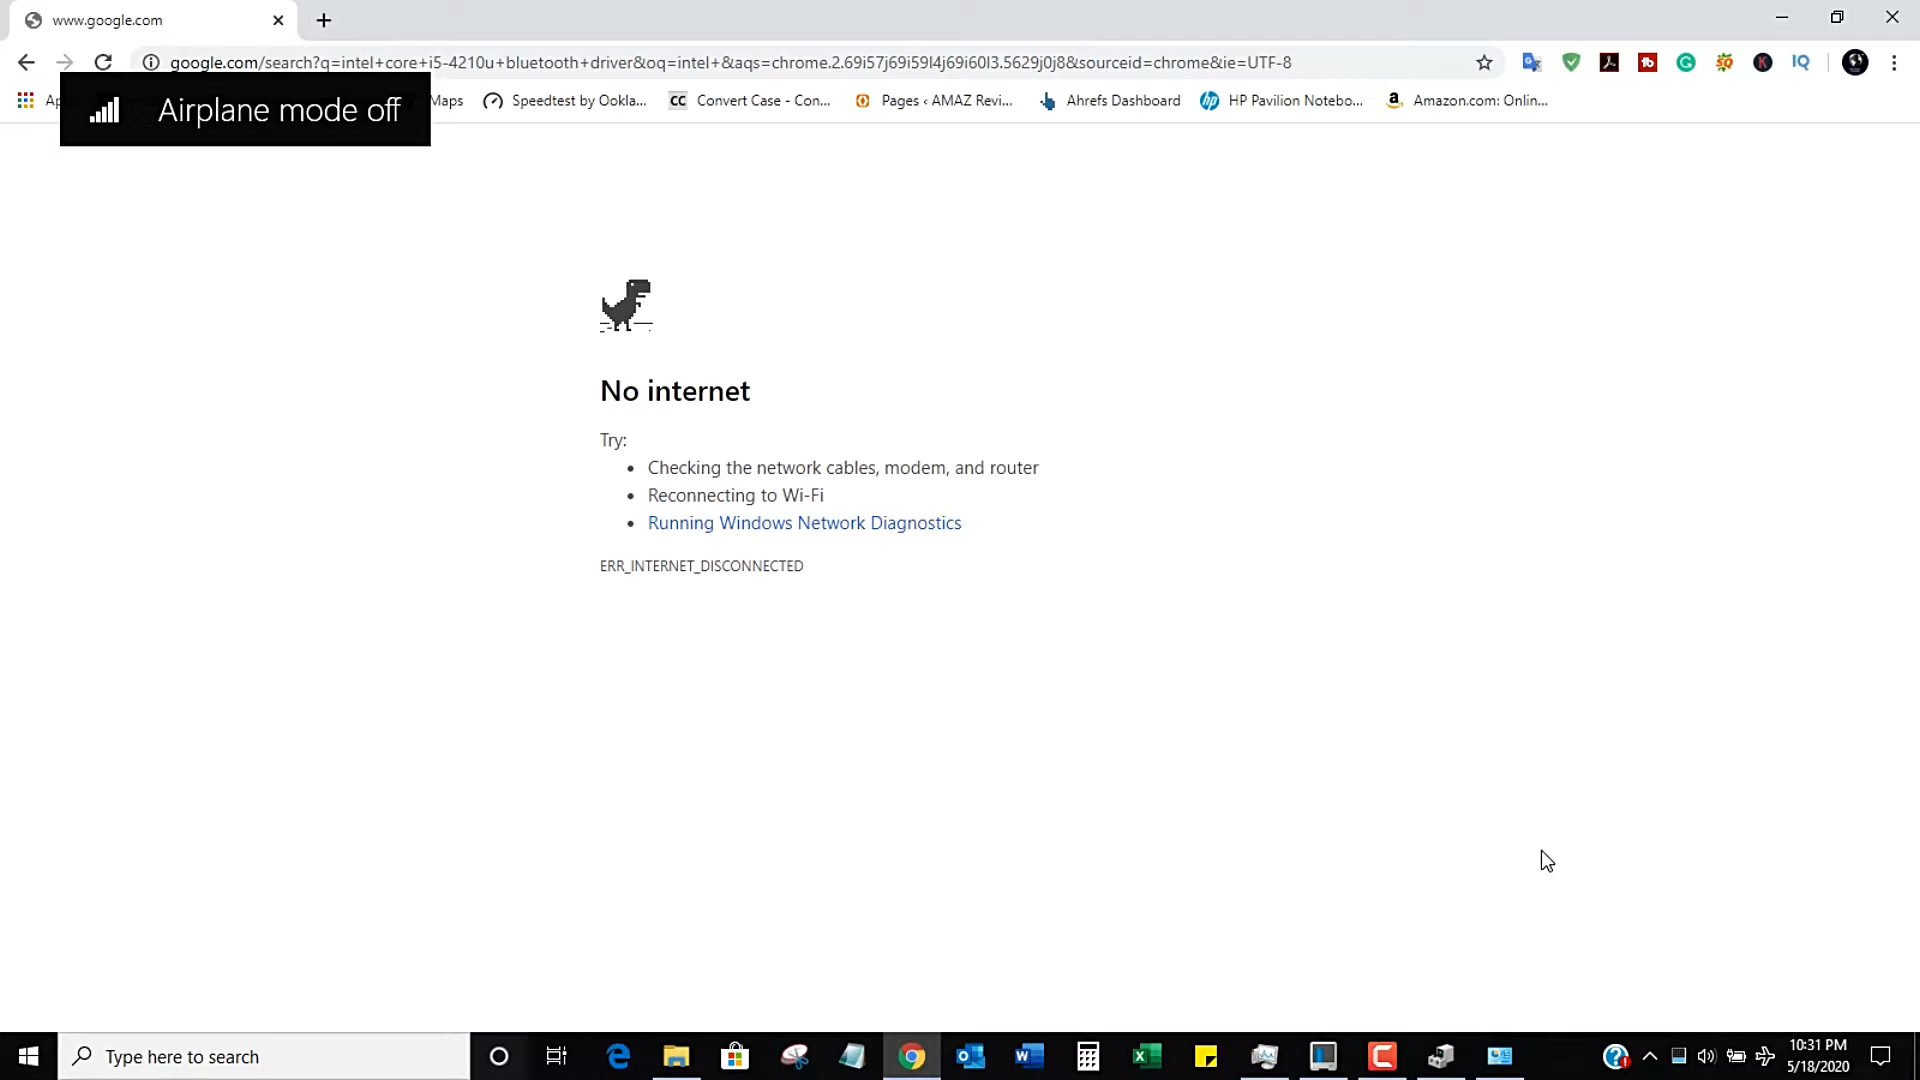 www.google.com
google.com/search?q=intel+core+i5-4210u+bluetooth+driver&oq=intel+&aqs=chrome.2.69i57j69i59l4j69i60l3.5629j0j8&sourceid=chrome&ie=UTF-8
Airplane mode off
Maps
Speedtest by Ookla...
CC Convert Case - Con...
Pages ‹ AMAZ Revi...
Ahrefs Dashboard
HP Pavilion Notebo...
Amazon.com: Onlin...
No internet
Try:
• Checking the network cables, modem, and router
• Reconnecting to Wi-Fi
• Running Windows Network Diagnostics
ERR_INTERNET_DISCONNECTED
Type here to search
10:31 PM
5/18/2020